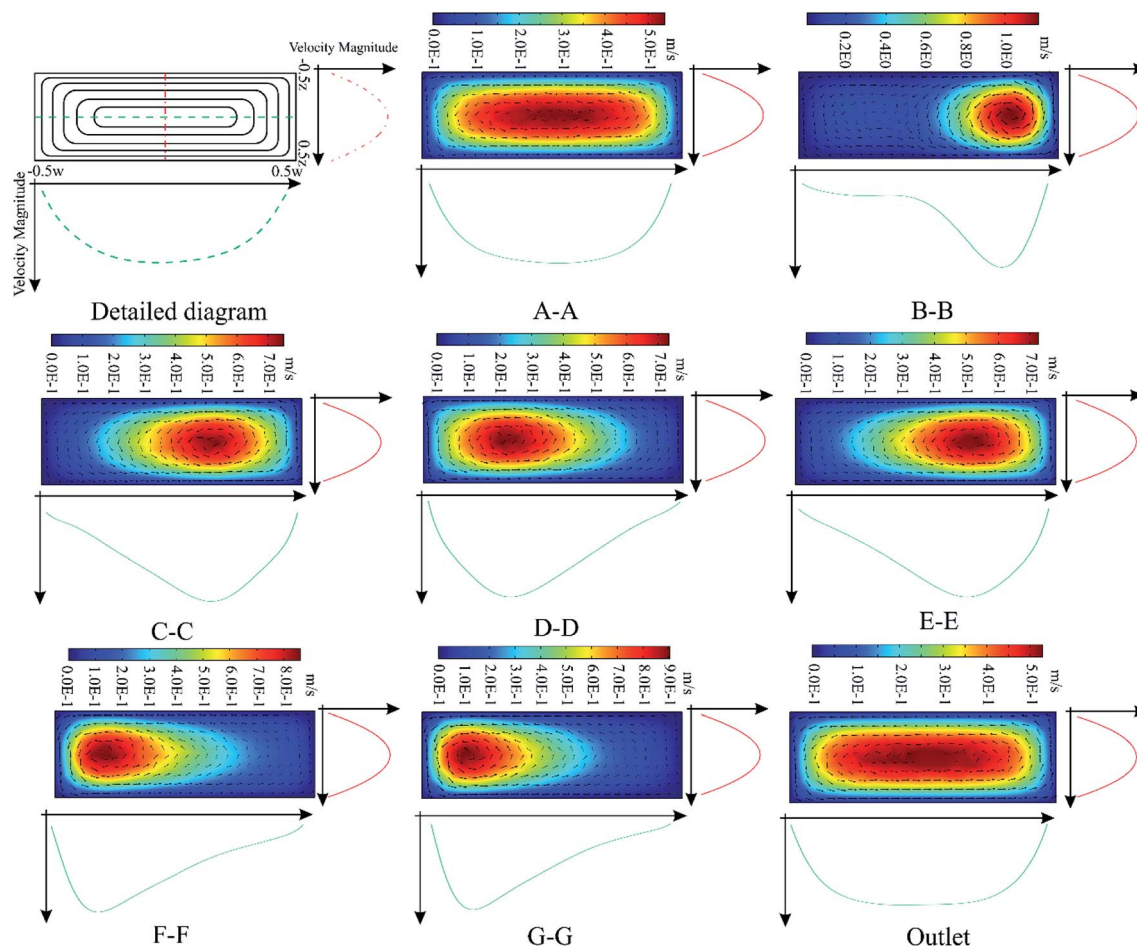 Velocity Magnitude
-0.5z
0.5z
-0.5w 0.5w
Velocity Magnitude
Detailed diagram
0.0E-1 1.0E-1 2.0E-1 3.0E-1 4.0E-1 5.0E-1 m/s
A-A
0.2E0 0.4E0 0.6E0 0.8E0 1.0E0 m/s
B-B
0.0E-1 1.0E-1 2.0E-1 3.0E-1 4.0E-1 5.0E-1 6.0E-1 7.0E-1 m/s
C-C
0.0E-1 1.0E-1 2.0E-1 3.0E-1 4.0E-1 5.0E-1 6.0E-1 7.0E-1 m/s
D-D
0.0E-1 1.0E-1 2.0E-1 3.0E-1 4.0E-1 5.0E-1 6.0E-1 7.0E-1 m/s
E-E
0.0E-1 1.0E-1 2.0E-1 3.0E-1 4.0E-1 5.0E-1 6.0E-1 7.0E-1 8.0E-1 m/s
F-F
0.0E-1 1.0E-1 2.0E-1 3.0E-1 4.0E-1 5.0E-1 6.0E-1 7.0E-1 8.0E-1 9.0E-1 m/s
G-G
0.0E-1 1.0E-1 2.0E-1 3.0E-1 4.0E-1 5.0E-1 m/s
Outlet